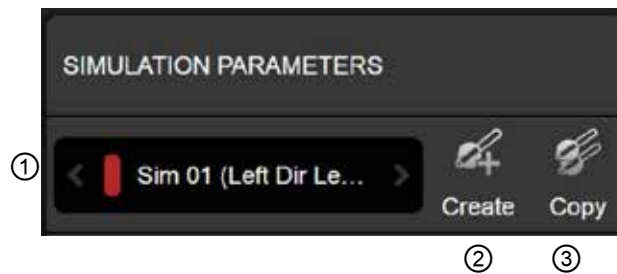 SIMULATION PARAMETERS
① Sim 01 (Left Dir Le...
Create Copy
② ③